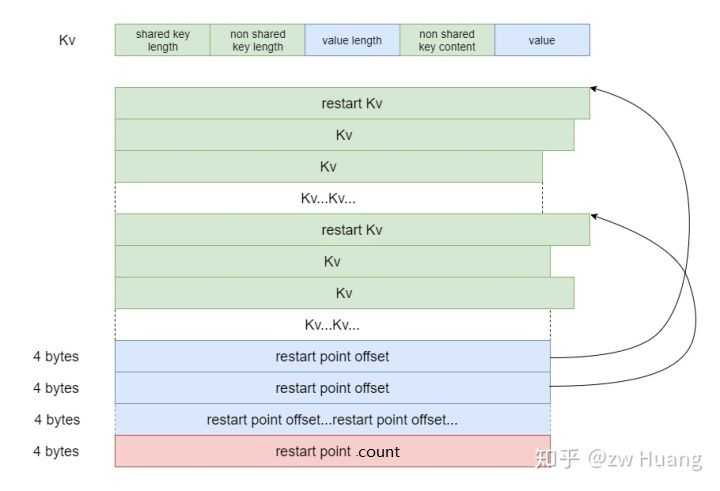 Kv
shared key
length
non shared
key length
value length
non shared
key content
value
restart Kv
Kv
Kv
Kv...Kv...
restart Kv
Kv
Kv
Kv...Kv...
4 bytes restart point offset
4 bytes restart point offset
4 bytes restart point offset...restart point offset...
4 bytes restart point .count
知乎 @zw Huang